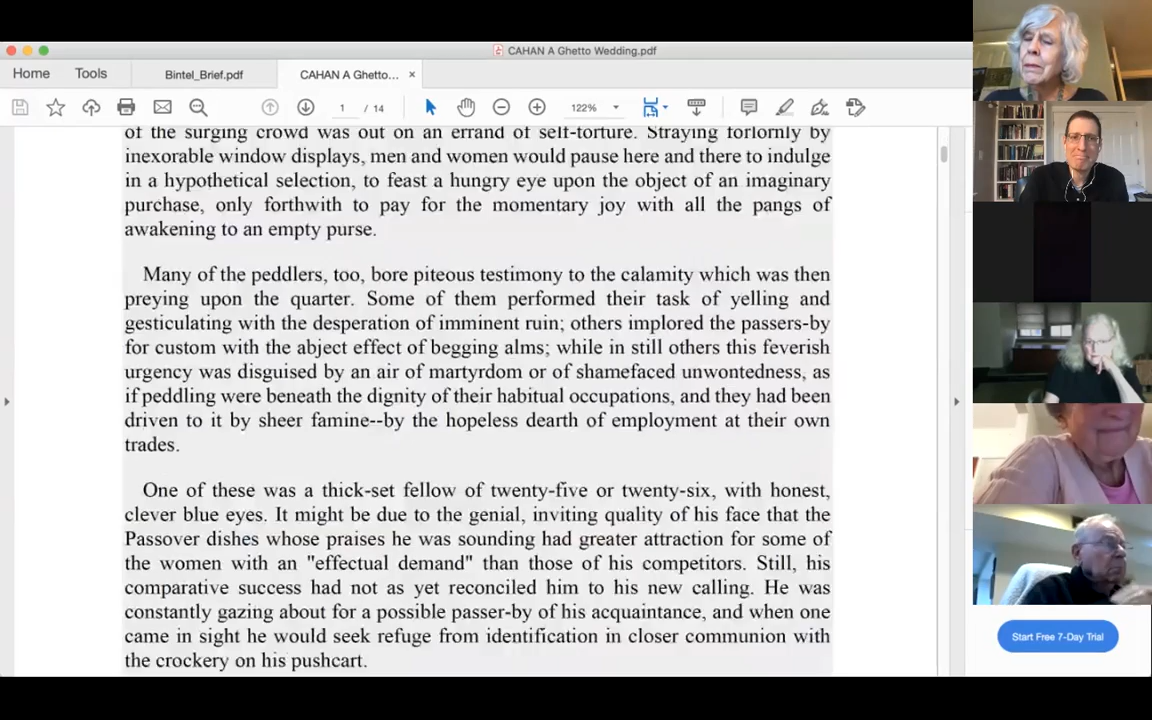 CAHAN A Ghetto Wedding.pdf
Home Tools Bintel_Brief.pdf CAHAN A Ghetto... ×
1 / 14 122%
of the surging crowd was out on an errand of self-torture. Straying forlornly by
inexorable window displays, men and women would pause here and there to indulge
in a hypothetical selection, to feast a hungry eye upon the object of an imaginary
purchase, only forthwith to pay for the momentary joy with all the pangs of
awakening to an empty purse.
Many of the peddlers, too, bore piteous testimony to the calamity which was then
preying upon the quarter. Some of them performed their task of yelling and
gesticulating with the desperation of imminent ruin; others implored the passers-by
for custom with the abject effect of begging alms; while in still others this feverish
urgency was disguised by an air of martyrdom or of shamefaced unwontedness, as
if peddling were beneath the dignity of their habitual occupations, and they had been
driven to it by sheer famine--by the hopeless dearth of employment at their own
trades.
One of these was a thick-set fellow of twenty-five or twenty-six, with honest,
clever blue eyes. It might be due to the genial, inviting quality of his face that the
Passover dishes whose praises he was sounding had greater attraction for some of
the women with an "effectual demand" than those of his competitors. Still, his
comparative success had not as yet reconciled him to his new calling. He was
constantly gazing about for a possible passer-by of his acquaintance, and when one
came in sight he would seek refuge from identification in closer communion with
the crockery on his pushcart.
Start Free 7-Day Trial